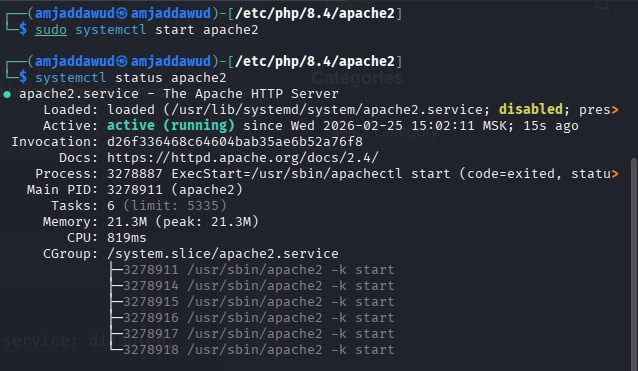 ┌──(amjaddawud㉿amjaddawud)-[/etc/php/8.4/apache2]
└─$ sudo systemctl start apache2
┌──(amjaddawud㉿amjaddawud)-[/etc/php/8.4/apache2]
└─$ systemctl status apache2
● apache2.service - The Apache HTTP Server
Loaded: loaded (/usr/lib/systemd/system/apache2.service; disabled; pres>
Active: active (running) since Wed 2026-02-25 15:02:11 MSK; 15s ago
Invocation: d26f336468c64604bab35ae6b52a76f8
Docs: https://httpd.apache.org/docs/2.4/
Process: 3278887 ExecStart=/usr/sbin/apachectl start (code=exited, statu>
Main PID: 3278911 (apache2)
Tasks: 6 (limit: 5335)
Memory: 21.3M (peak: 21.3M)
CPU: 819ms
CGroup: /system.slice/apache2.service
├─3278911 /usr/sbin/apache2 -k start
├─3278914 /usr/sbin/apache2 -k start
├─3278915 /usr/sbin/apache2 -k start
├─3278916 /usr/sbin/apache2 -k start
├─3278917 /usr/sbin/apache2 -k start
└─3278918 /usr/sbin/apache2 -k start
Categories